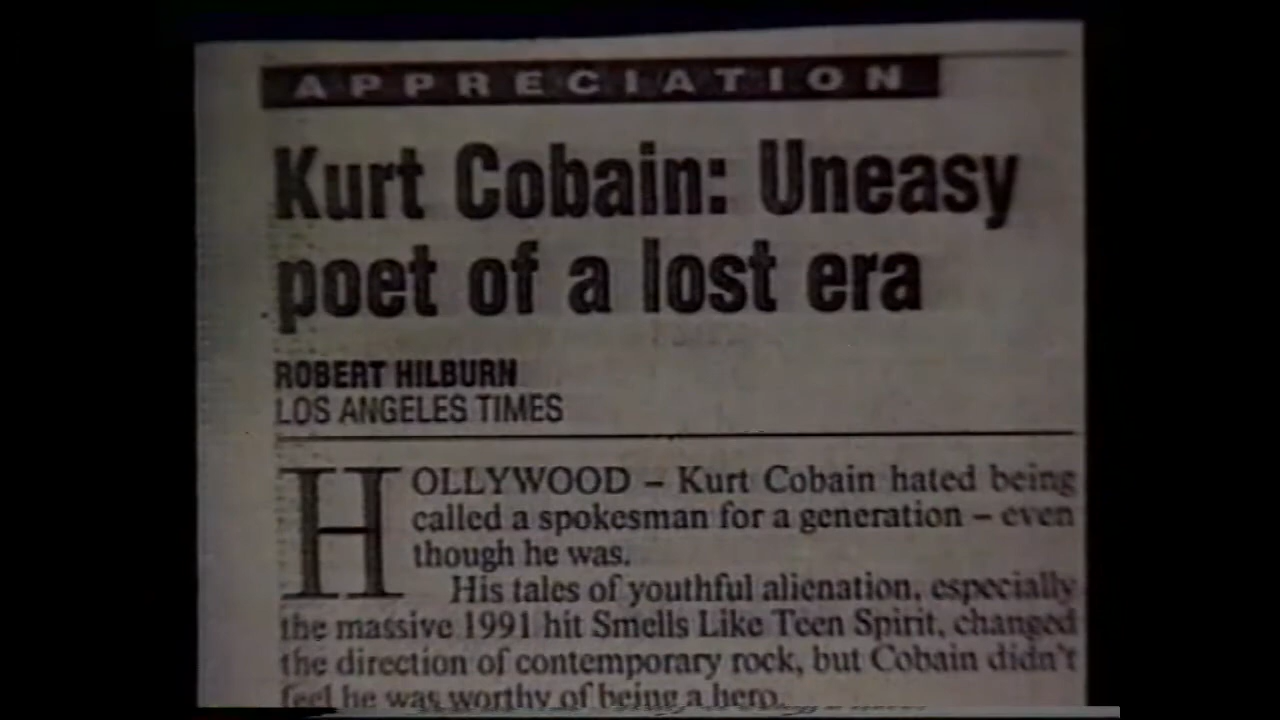 APPRECIATION
Kurt Cobain: Uneasy
poet of a lost era
ROBERT HILBURN
LOS ANGELES TIMES
HOLLYWOOD – Kurt Cobain hated being
called a spokesman for a generation – even
though he was.
His tales of youthful alienation, especially
the massive 1991 hit Smells Like Teen Spirit, changed
the direction of contemporary rock, but Cobain didn't
feel he was worthy of being a hero.